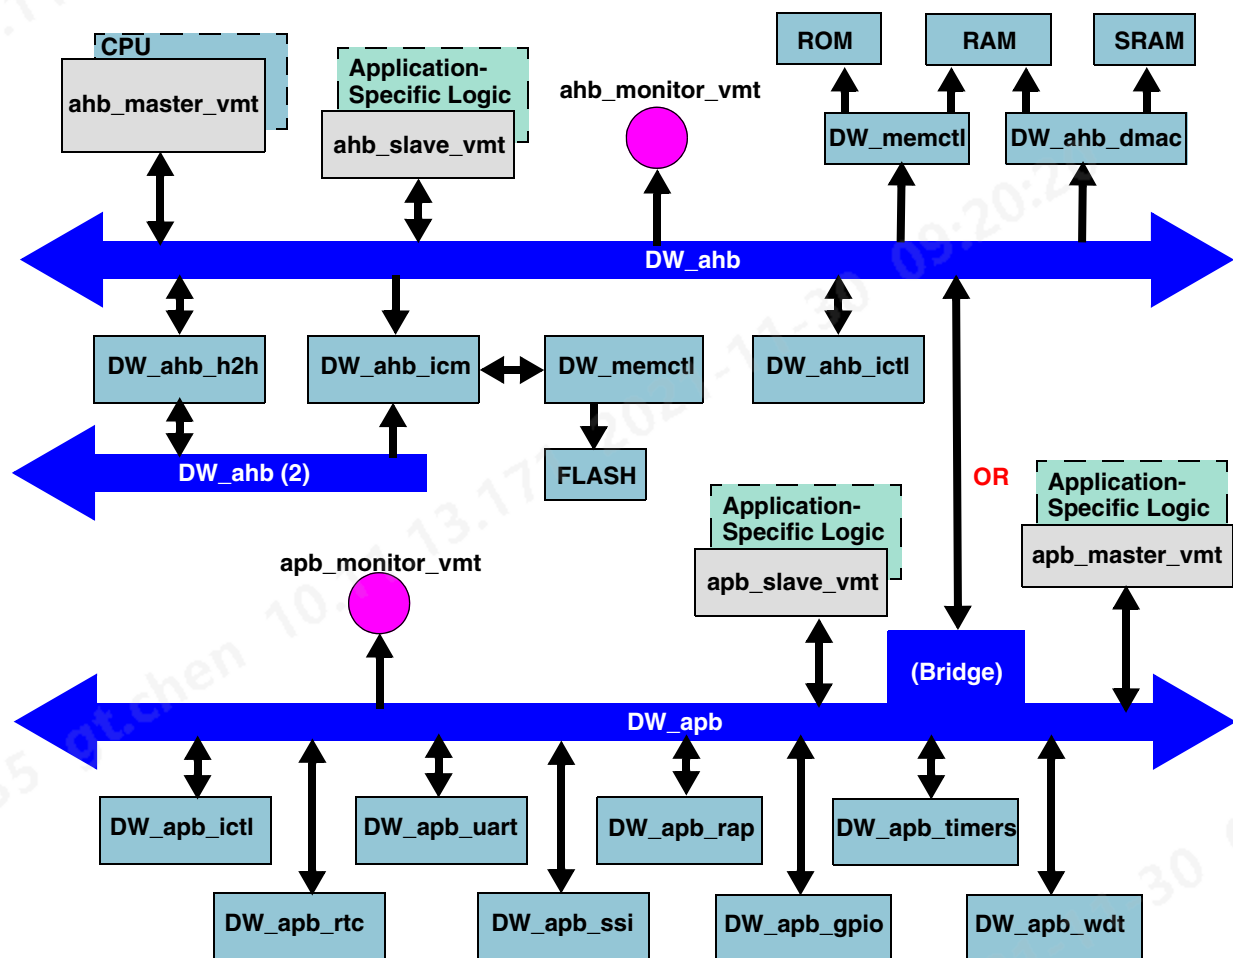 CPU
ahb_master_vmt
Application-
Specific Logic
ahb_slave_vmt
ahb_monitor_vmt
ROM
RAM
SRAM
DW_memctl
DW_ahb_dmac
DW_ahb
DW_ahb_h2h
DW_ahb_icm
DW_memctl
DW_ahb_ictl
DW_ahb (2)
FLASH
OR
Application-
Specific Logic
apb_master_vmt
Application-
Specific Logic
apb_slave_vmt
apb_monitor_vmt
(Bridge)
DW_apb
DW_apb_ictl
DW_apb_uart
DW_apb_rap
DW_apb_timers
DW_apb_rtc
DW_apb_ssi
DW_apb_gpio
DW_apb_wdt